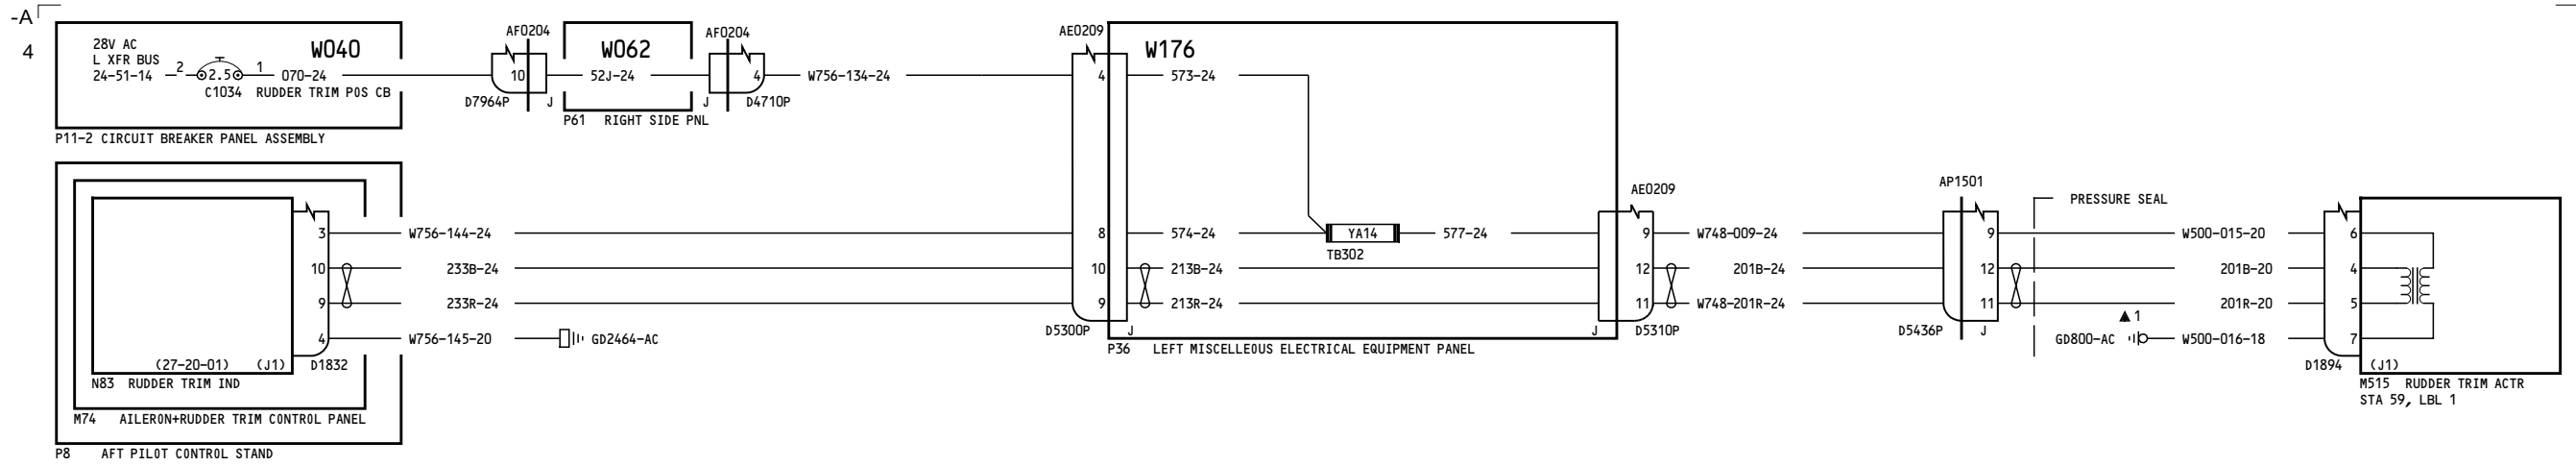 -A
4
28V AC
L XFR BUS
24-51-14
2
2.5
1
C1034
070-24
RUDDER TRIM POS CB
W040
P11-2 CIRCUIT BREAKER PANEL ASSEMBLY
AF0204
10
D7964P
J
W062
52J-24
P61 RIGHT SIDE PNL
AF0204
4
J
D4710P
W756-134-24
AE0209
4
8
10
9
D5300P
J
W176
573-24
574-24
213B-24
213R-24
YA14
TB302
577-24
P36 LEFT MISCELLEOUS ELECTRICAL EQUIPMENT PANEL
AE0209
9
12
11
J
D5310P
W748-009-24
201B-24
W748-201R-24
AP1501
9
12
11
D5436P
J
PRESSURE SEAL
W500-015-20
201B-20
201R-20
1
GD800-AC
W500-016-18
6
4
5
7
D1894
(J1)
M515 RUDDER TRIM ACTR
STA 59, LBL 1
3
10
9
4
D1832
W756-144-24
233B-24
233R-24
W756-145-20
GD2464-AC
(27-20-01)
(J1)
N83 RUDDER TRIM IND
M74 AILERON+RUDDER TRIM CONTROL PANEL
P8 AFT PILOT CONTROL STAND